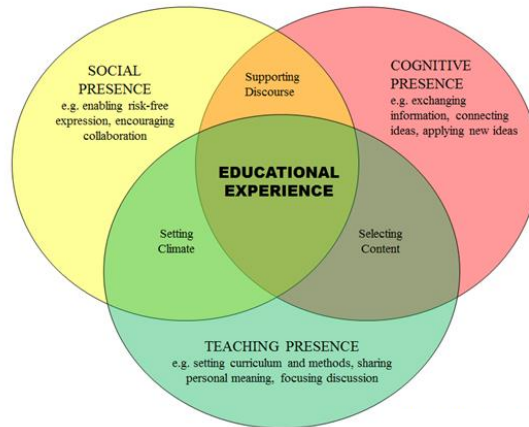 SOCIAL
PRESENCE
e.g. enabling risk-free
expression, encouraging
collaboration
Supporting
Discourse
COGNITIVE
PRESENCE
e.g. exchanging
information, connecting
ideas, applying new ideas
EDUCATIONAL
EXPERIENCE
Setting
Climate
Selecting
Content
TEACHING PRESENCE
e.g. setting curriculum and methods, sharing
personal meaning, focusing discussion